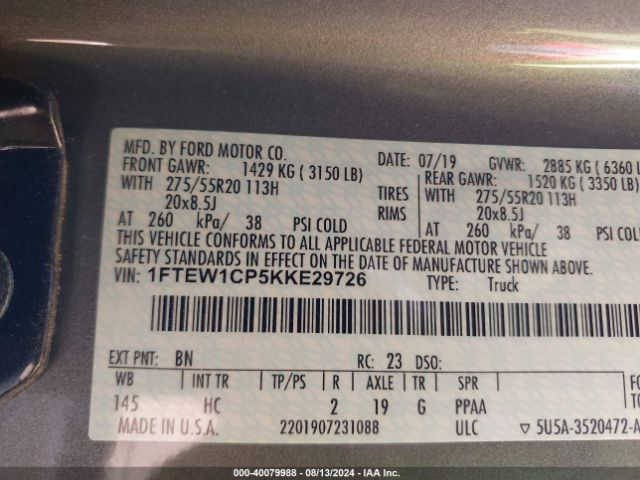 MFD. BY FORD MOTOR CO.
DATE: 07/19 GVWR: 2885 KG ( 6360
FRONT GAWR: 1429 KG ( 3150 LB)
REAR GAWR: 1520 KG ( 3350 LB)
WITH 275/55R20 113H TIRES WITH 275/55R20 113H
20x8.5J RIMS 20x8.5J
AT 260 kPa/ 38 PSI COLD AT 260 kPa/ 38 PSI COL
THIS VEHICLE CONFORMS TO ALL APPLICABLE FEDERAL MOTOR VEHICLE
SAFETY STANDARDS IN EFFECT ON THE DATE OF MANUFACTURE SHOWN ABOVE.
VIN: 1FTEW1CP5KKE29726 TYPE: Truck
EXT PNT: BN RC: 23 DSO:
WB INT TR TP/PS R AXLE TR SPR FO
145 HC 2 19 G PPAA TO
MADE IN U.S.A. 2201907231088 ULC ▽ 5U5A-3520472-A
000-40079988 - 08/13/2024 - IAA Inc.